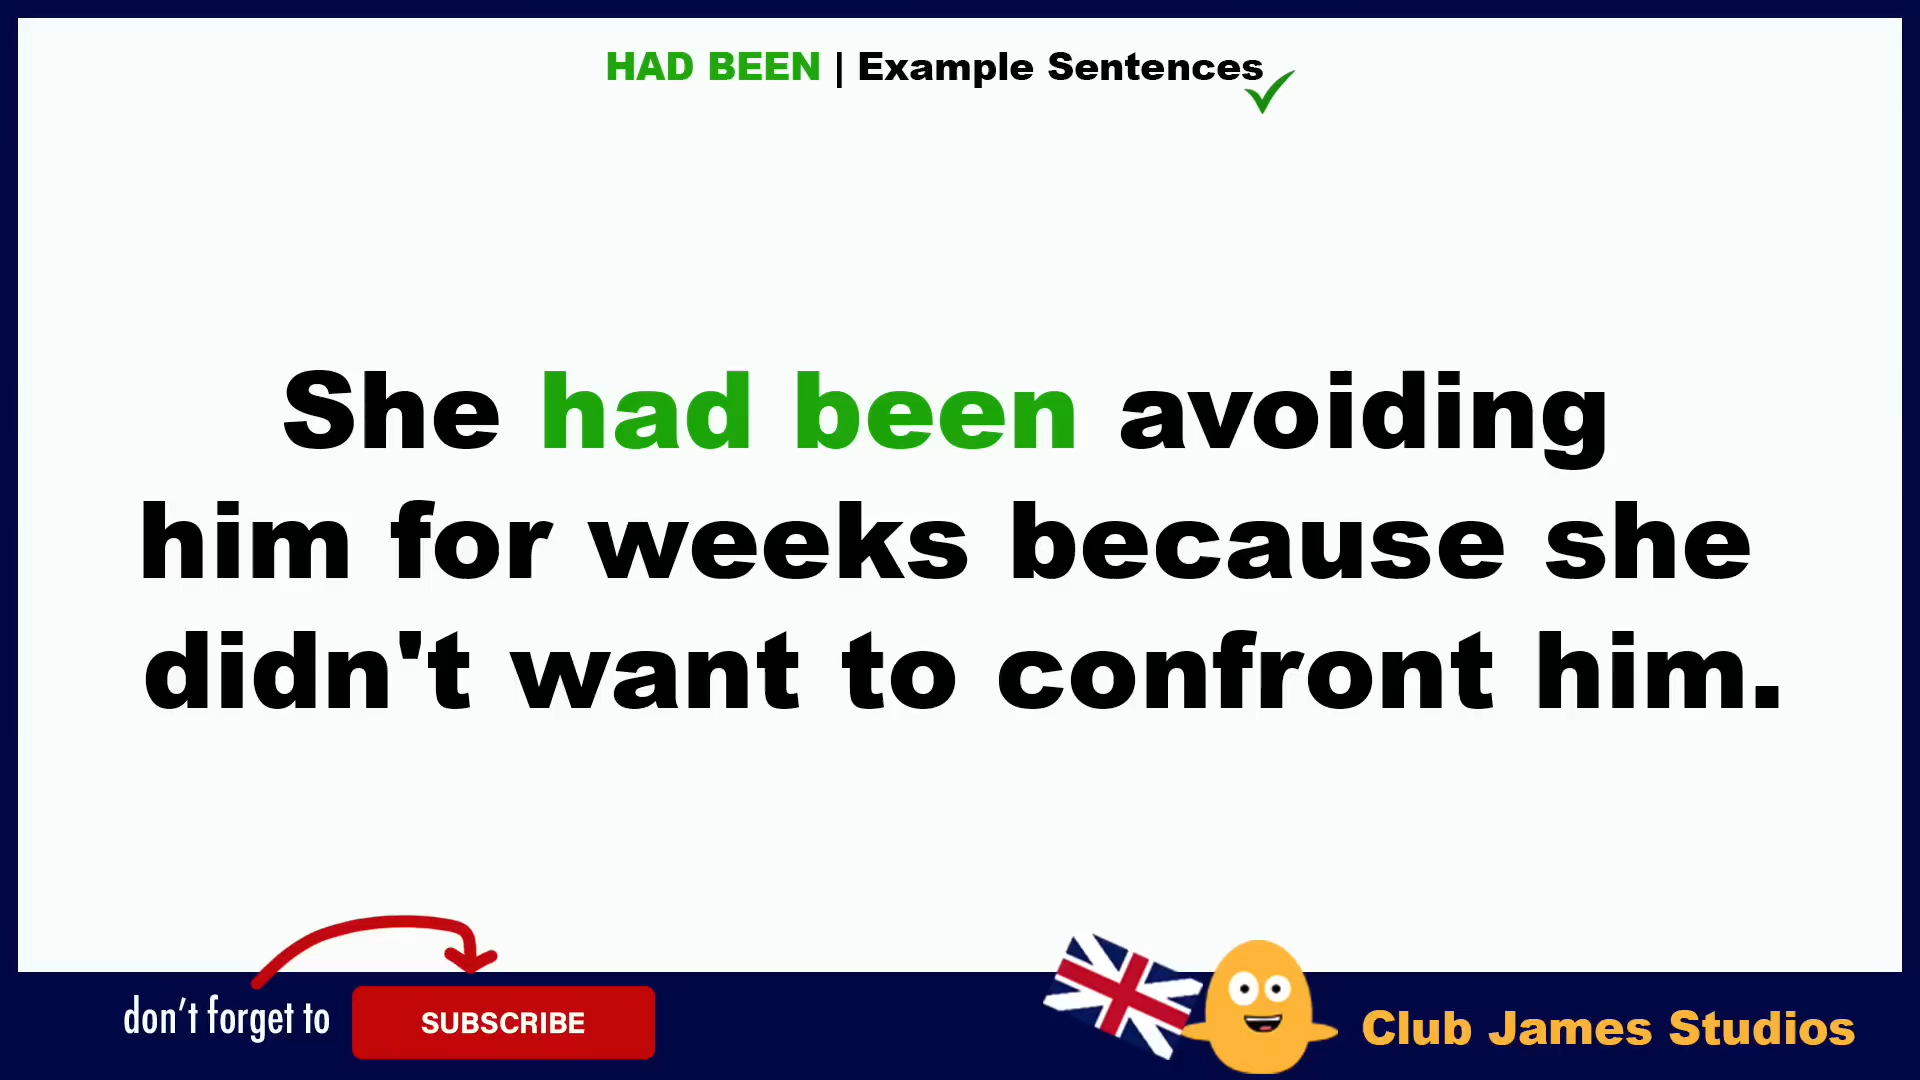 HAD BEEN | Example Sentences
She had been avoiding
him for weeks because she
didn't want to confront him.
don't forget to
SUBSCRIBE
Club James Studios